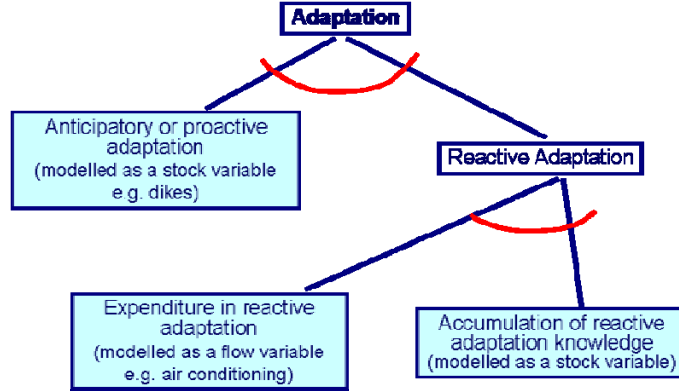 Adaptation
Anticipatory or proactive
adaptation
(modelled as a stock variable
e.g. dikes)
Reactive Adaptation
Expenditure in reactive
adaptation
(modelled as a flow variable
e.g. air conditioning)
Accumulation of reactive
adaptation knowledge
(modelled as a stock variable)